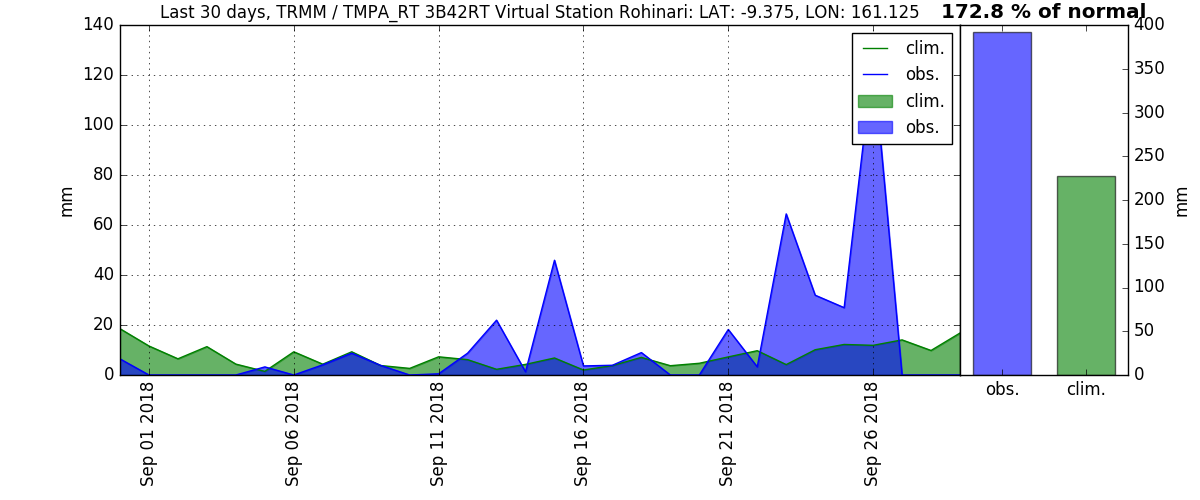 Last 30 days, TRMM / TMPA_RT 3B42RT Virtual Station Rohinari: LAT: -9.375, LON: 161.125
172.8 % of normal
140
120
100
80
60
40
20
0
mm
clim.
obs.
clim.
obs.
Sep 01 2018
Sep 06 2018
Sep 11 2018
Sep 16 2018
Sep 21 2018
Sep 26 2018
400
350
300
250
200
150
100
50
0
mm
obs.
clim.